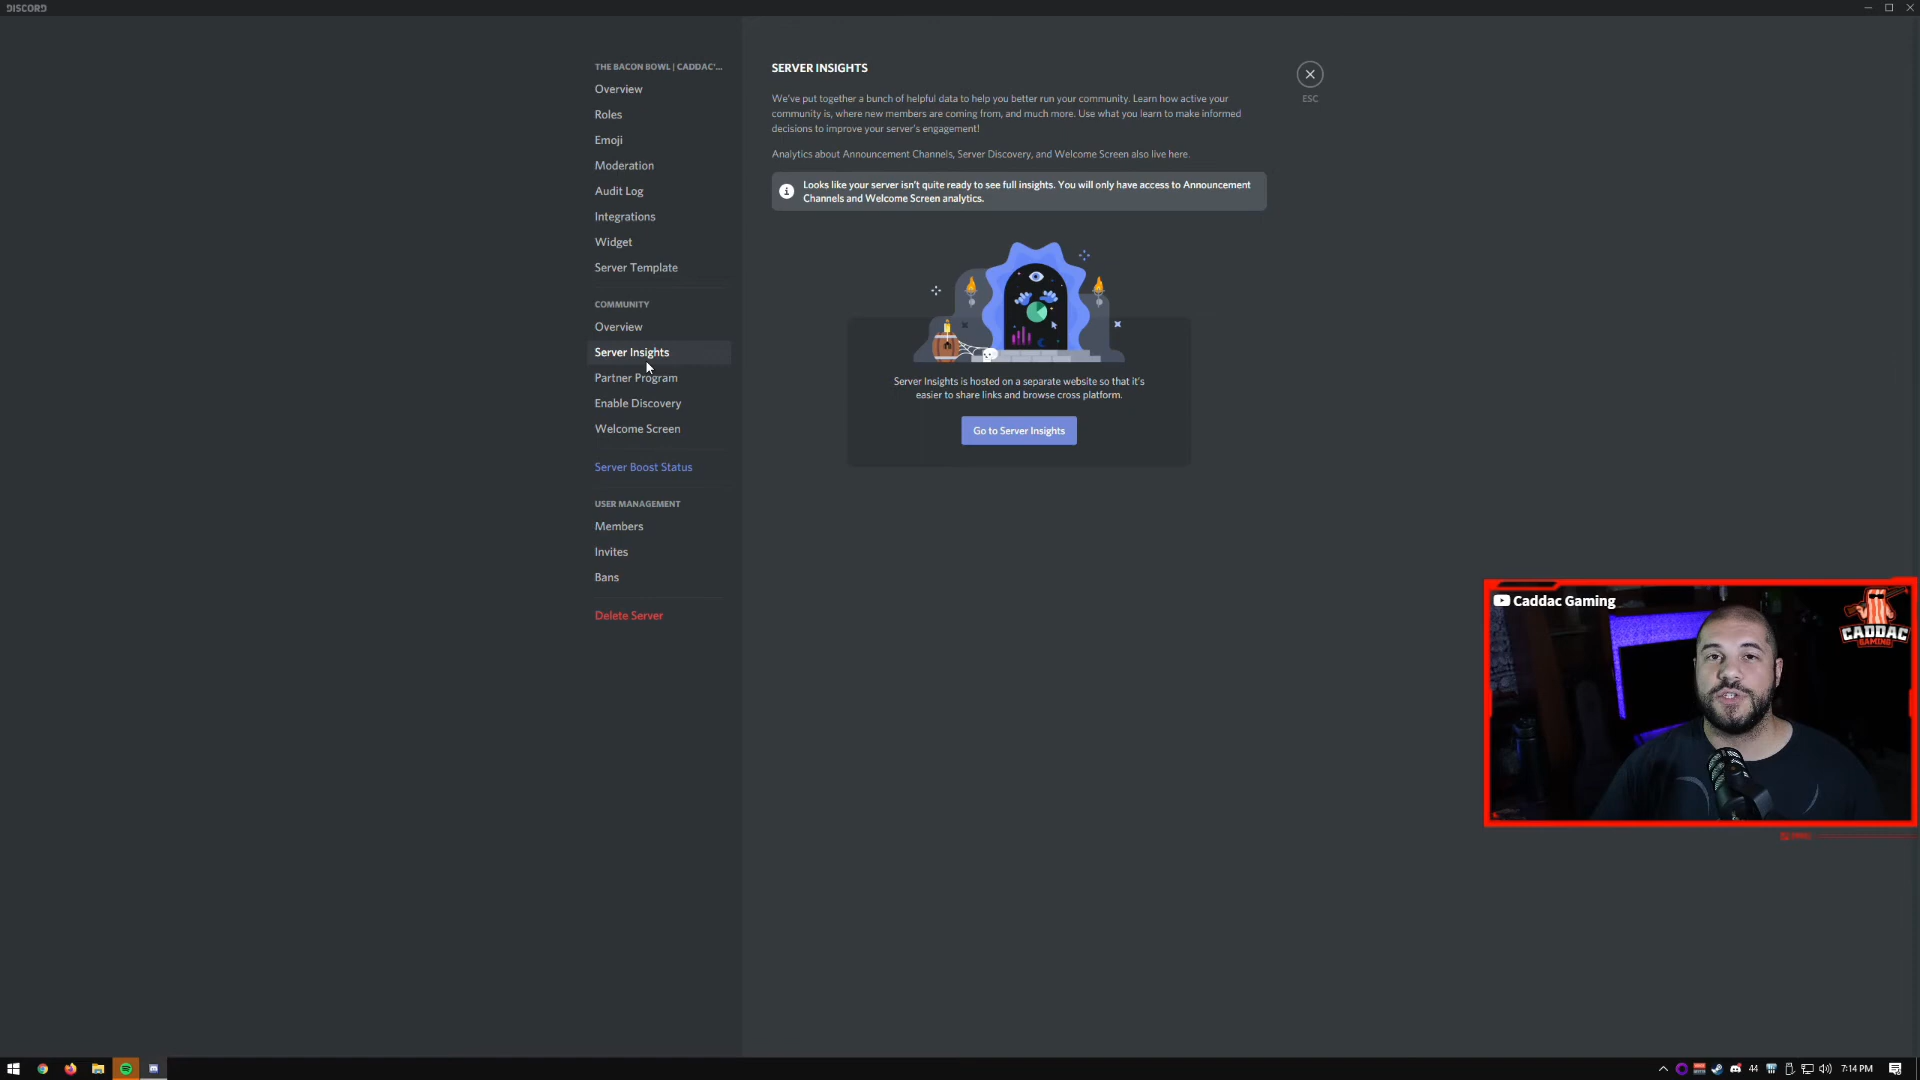 DISCORD
THE BACON BOWL | CADDAC'...
Overview
Roles
Emoji
Moderation
Audit Log
Integrations
Widget
Server Template
COMMUNITY
Overview
Server Insights
Partner Program
Enable Discovery
Welcome Screen
Server Boost Status
USER MANAGEMENT
Members
Invites
Bans
Delete Server
SERVER INSIGHTS
We've put together a bunch of helpful data to help you better run your community. Learn how active your
community is, where new members are coming from, and much more. Use what you learn to make informed
decisions to improve your server's engagement!
Analytics about Announcement Channels, Server Discovery, and Welcome Screen also live here.
Looks like your server isn't quite ready to see full insights. You will only have access to Announcement
Channels and Welcome Screen analytics.
Server Insights is hosted on a separate website so that it's
easier to share links and browse cross platform.
Go to Server Insights
ESC
Caddac Gaming
CADDAC
GAMING
44
7:14 PM